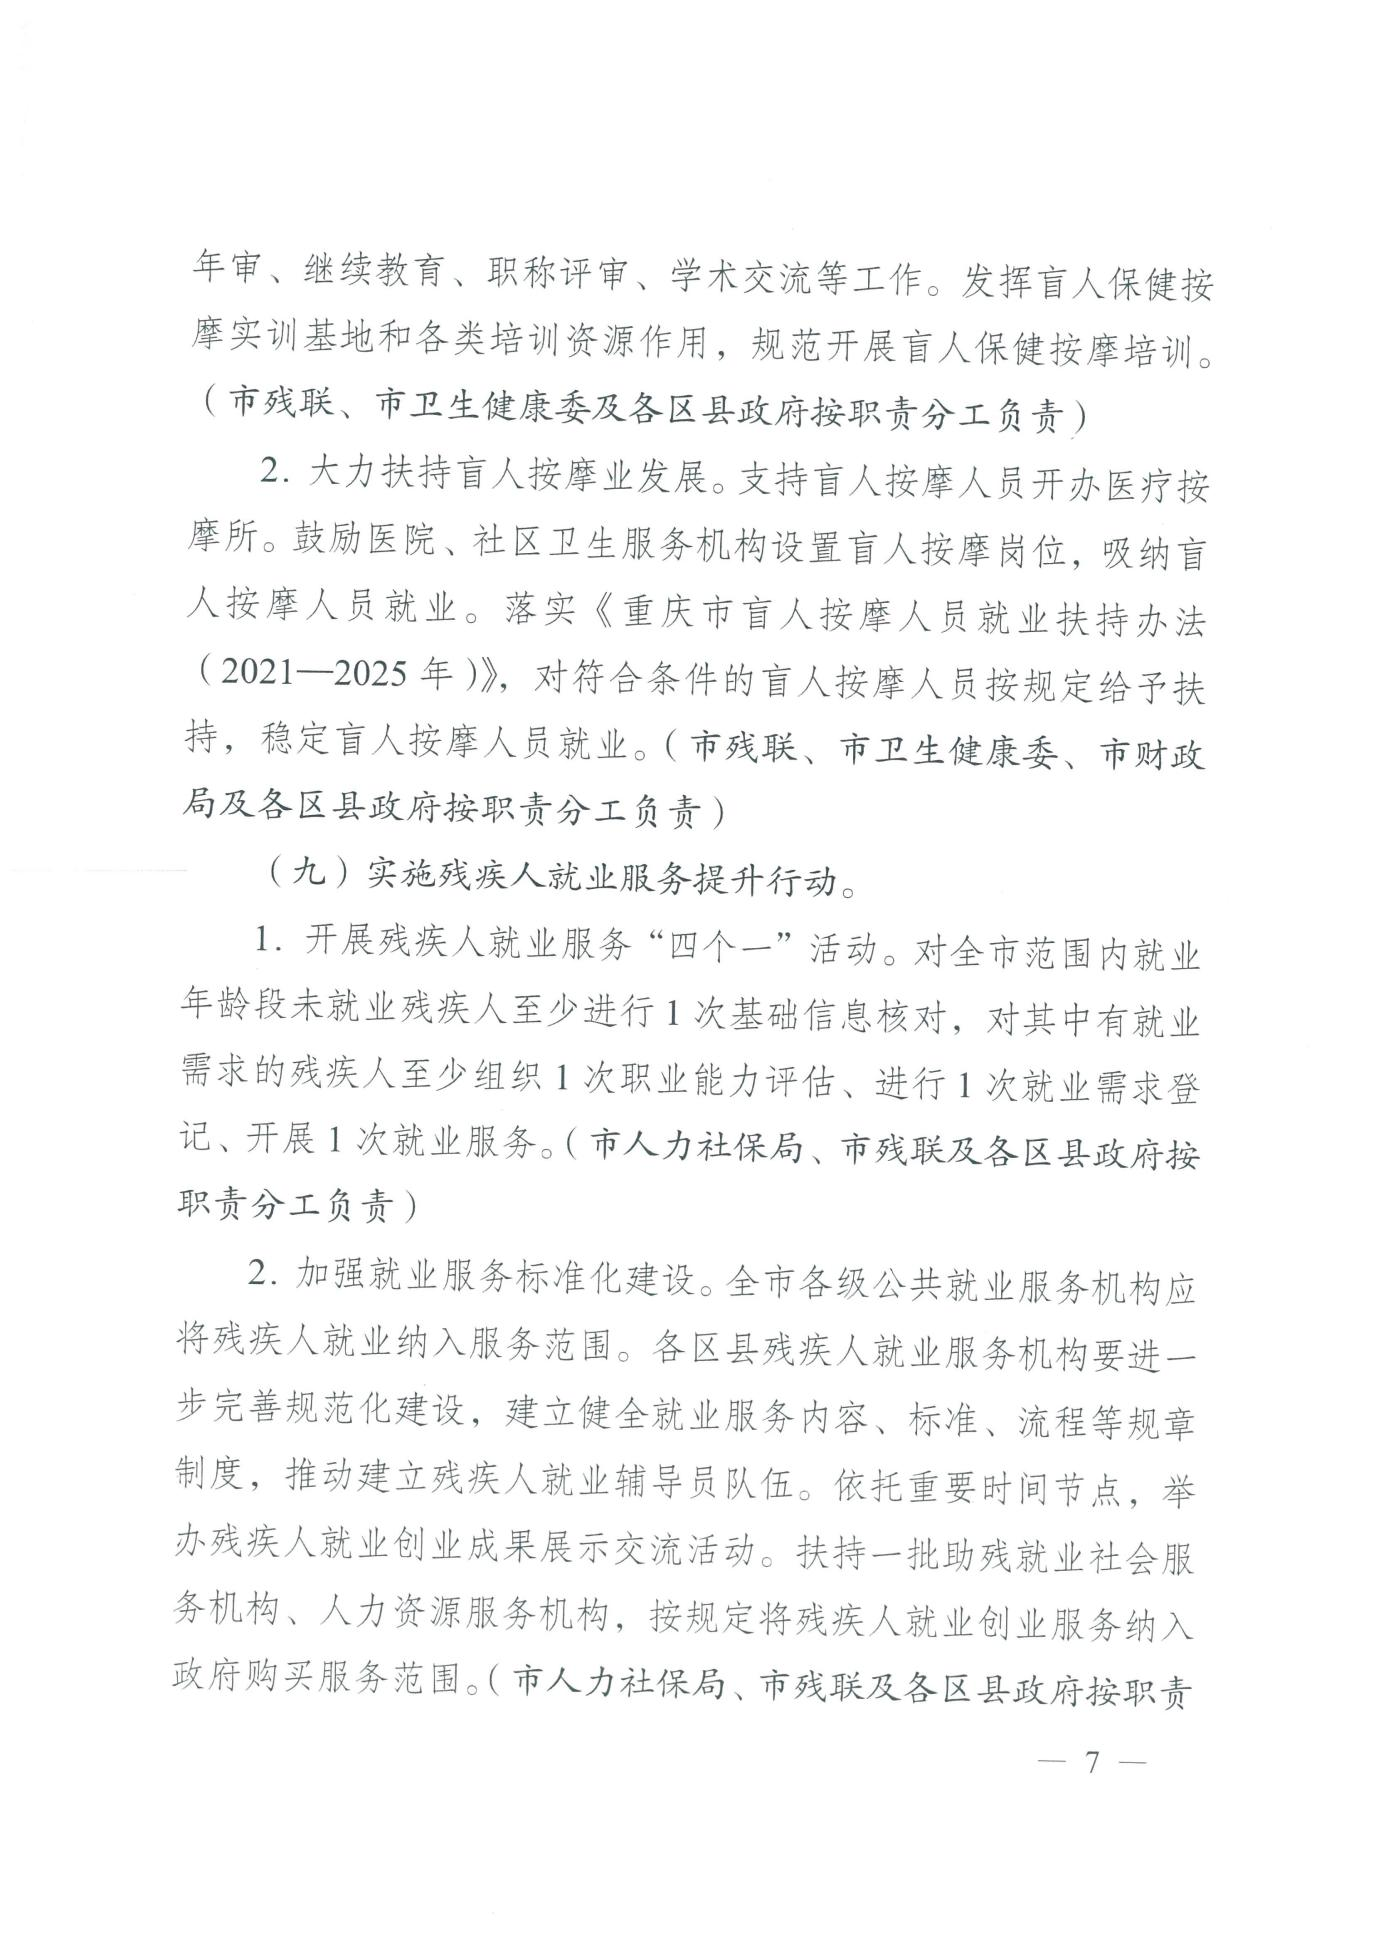 年审、继续教育、职称评审、学术交流等工作。发挥盲人保健按
摩实训基地和各类培训资源作用，规范开展盲人保健按摩培训。
（市残联、市卫生健康委及各区县政府按职责分工负责）
2. 大力扶持盲人按摩业发展。支持盲人按摩人员开办医疗按
摩所。鼓励医院、社区卫生服务机构设置盲人按摩岗位，吸纳盲
人按摩人员就业。落实《重庆市盲人按摩人员就业扶持办法
（2021—2025年）》，对符合条件的盲人按摩人员按规定给予扶
持，稳定盲人按摩人员就业。（市残联、市卫生健康委、市财政
局及各区县政府按职责分工负责）
（九）实施残疾人就业服务提升行动。
1. 开展残疾人就业服务“四个一”活动。对全市范围内就业
年龄段未就业残疾人至少进行1次基础信息核对，对其中有就业
需求的残疾人至少组织1次职业能力评估、进行1次就业需求登
记、开展1次就业服务。（市人力社保局、市残联及各区县政府按
职责分工负责）
2. 加强就业服务标准化建设。全市各级公共就业服务机构应
将残疾人就业纳入服务范围。各区县残疾人就业服务机构要进一
步完善规范化建设，建立健全就业服务内容、标准、流程等规章
制度，推动建立残疾人就业辅导员队伍。依托重要时间节点，举
办残疾人就业创业成果展示交流活动。扶持一批助残就业社会服
务机构、人力资源服务机构，按规定将残疾人就业创业服务纳入
政府购买服务范围。（市人力社保局、市残联及各区县政府按职责
— 7 —